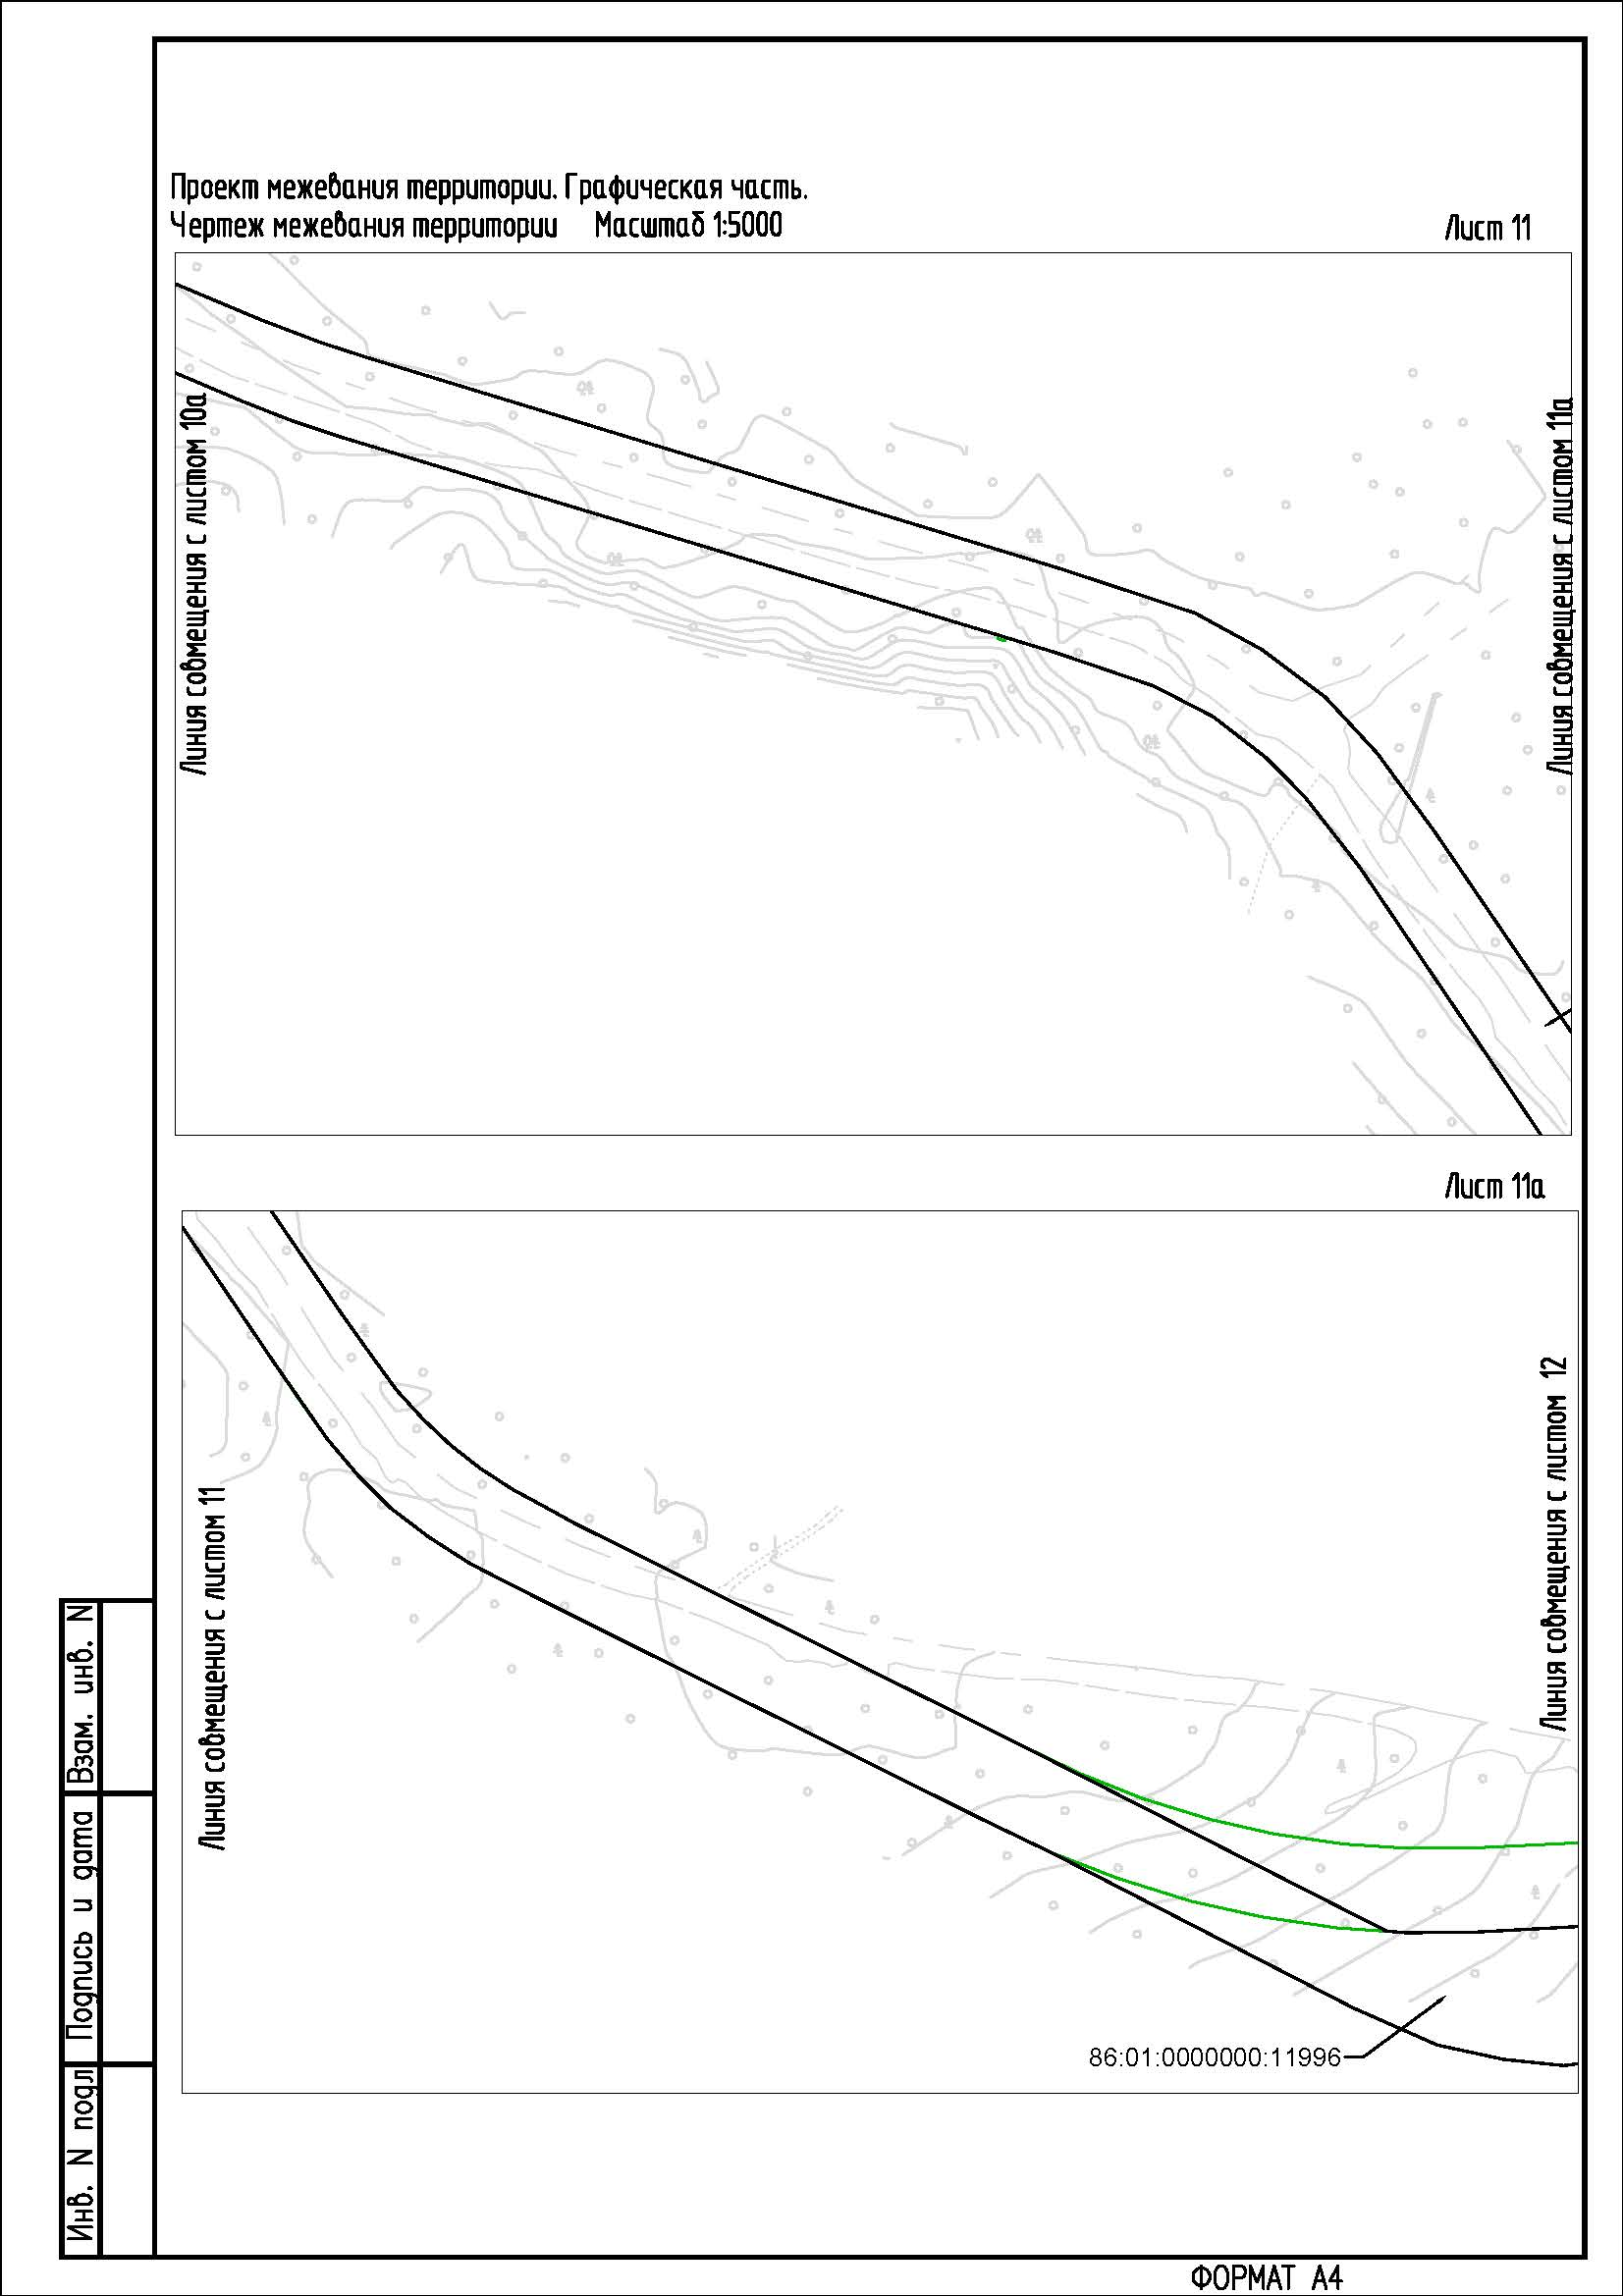 Проект межевания территории. Графическая часть.
Чертеж межевания территории Масштаб 1:5000
Лист 11
Линия совмещения с листом 10а
Линия совмещения с листом 11а
Лист 11а
Линия совмещения с листом 11
Линия совмещения с листом 12
86:01:0000000:11996
Взам. инв. N
Подпись и дата
Инв. N подл
ФОРМАТ А4